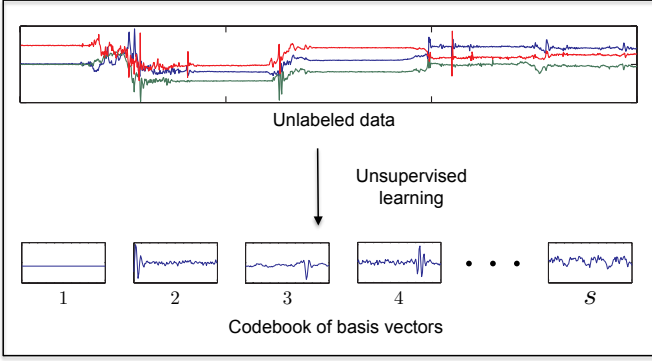 Unlabeled data
Unsupervised
learning
1 2 3 4 s
Codebook of basis vectors